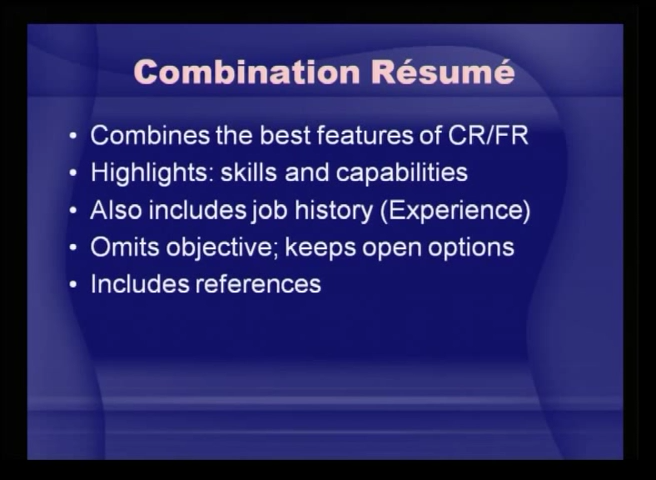 Combination Résumé
• Combines the best features of CR/FR
• Highlights: skills and capabilities
• Also includes job history (Experience)
• Omits objective; keeps open options
• Includes references